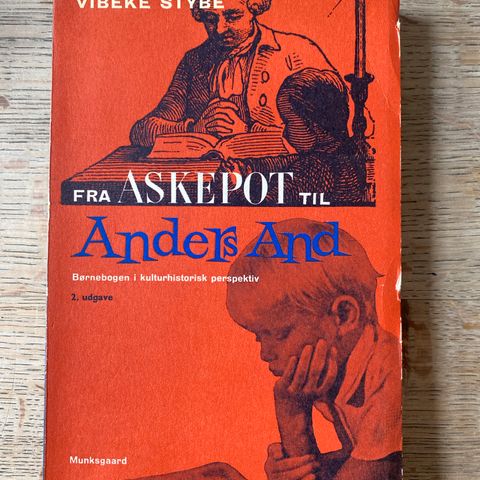 VIBEKE STYBE
FRA ASKEPOT TIL
Anders And
Børnebogen i kulturhistorisk perspektiv
2. udgave
Munksgaard